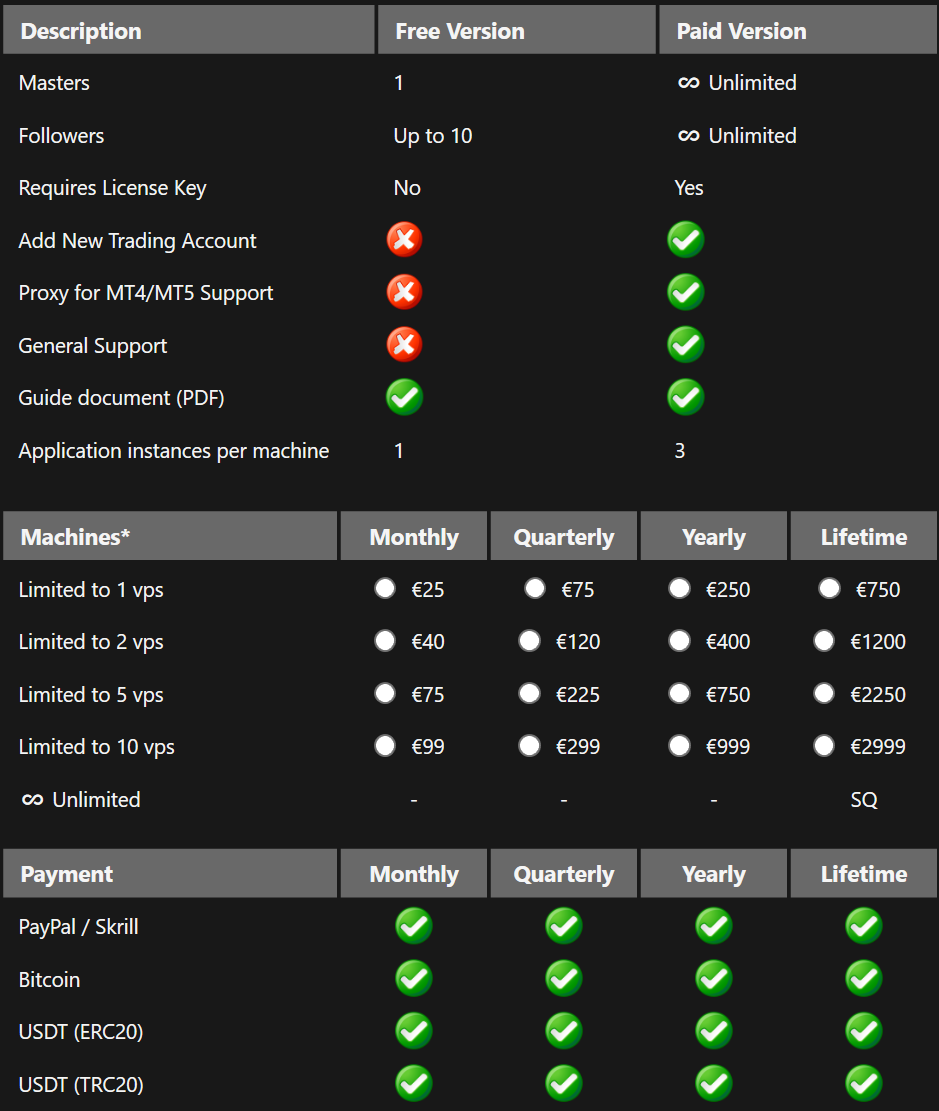 Description Free Version Paid Version
Masters 1 ∞ Unlimited
Followers Up to 10 ∞ Unlimited
Requires License Key No Yes
Add New Trading Account
Proxy for MT4/MT5 Support
General Support
Guide document (PDF)
Application instances per machine 1 3
Machines* Monthly Quarterly Yearly Lifetime
Limited to 1 vps €25 €75 €250 €750
Limited to 2 vps €40 €120 €400 €1200
Limited to 5 vps €75 €225 €750 €2250
Limited to 10 vps €99 €299 €999 €2999
∞ Unlimited - - - SQ
Payment Monthly Quarterly Yearly Lifetime
PayPal / Skrill
Bitcoin
USDT (ERC20)
USDT (TRC20)